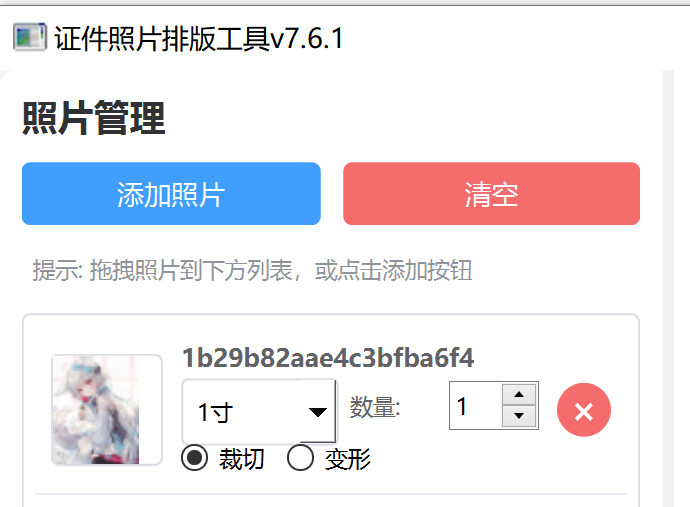 证件照片排版工具v7.6.1
照片管理
添加照片 清空
提示: 拖拽照片到下方列表，或点击添加按钮
1b29b82aae4c3bfba6f4
1寸 数量: 1
裁切 变形